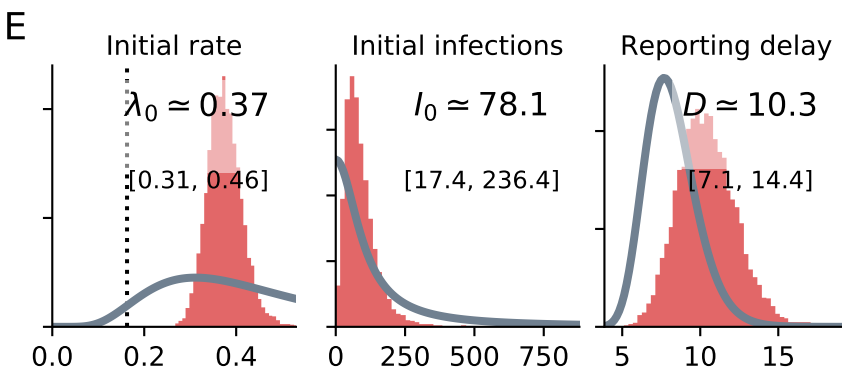 E
Initial rate
λ0 ≃ 0.37
[0.31, 0.46]
0.0 0.2 0.4
Initial infections
I0 ≃ 78.1
[17.4, 236.4]
0 250 500 750
Reporting delay
D ≃ 10.3
[7.1, 14.4]
5 10 15